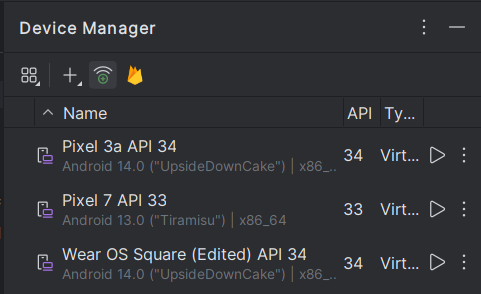 Device Manager
Name API Ty...
Pixel 3a API 34
Android 14.0 ("UpsideDownCake") | x86_... 34 Virt...
Pixel 7 API 33
Android 13.0 ("Tiramisu") | x86_64 33 Virt...
Wear OS Square (Edited) API 34
Android 14.0 ("UpsideDownCake") | x86_... 34 Virt...